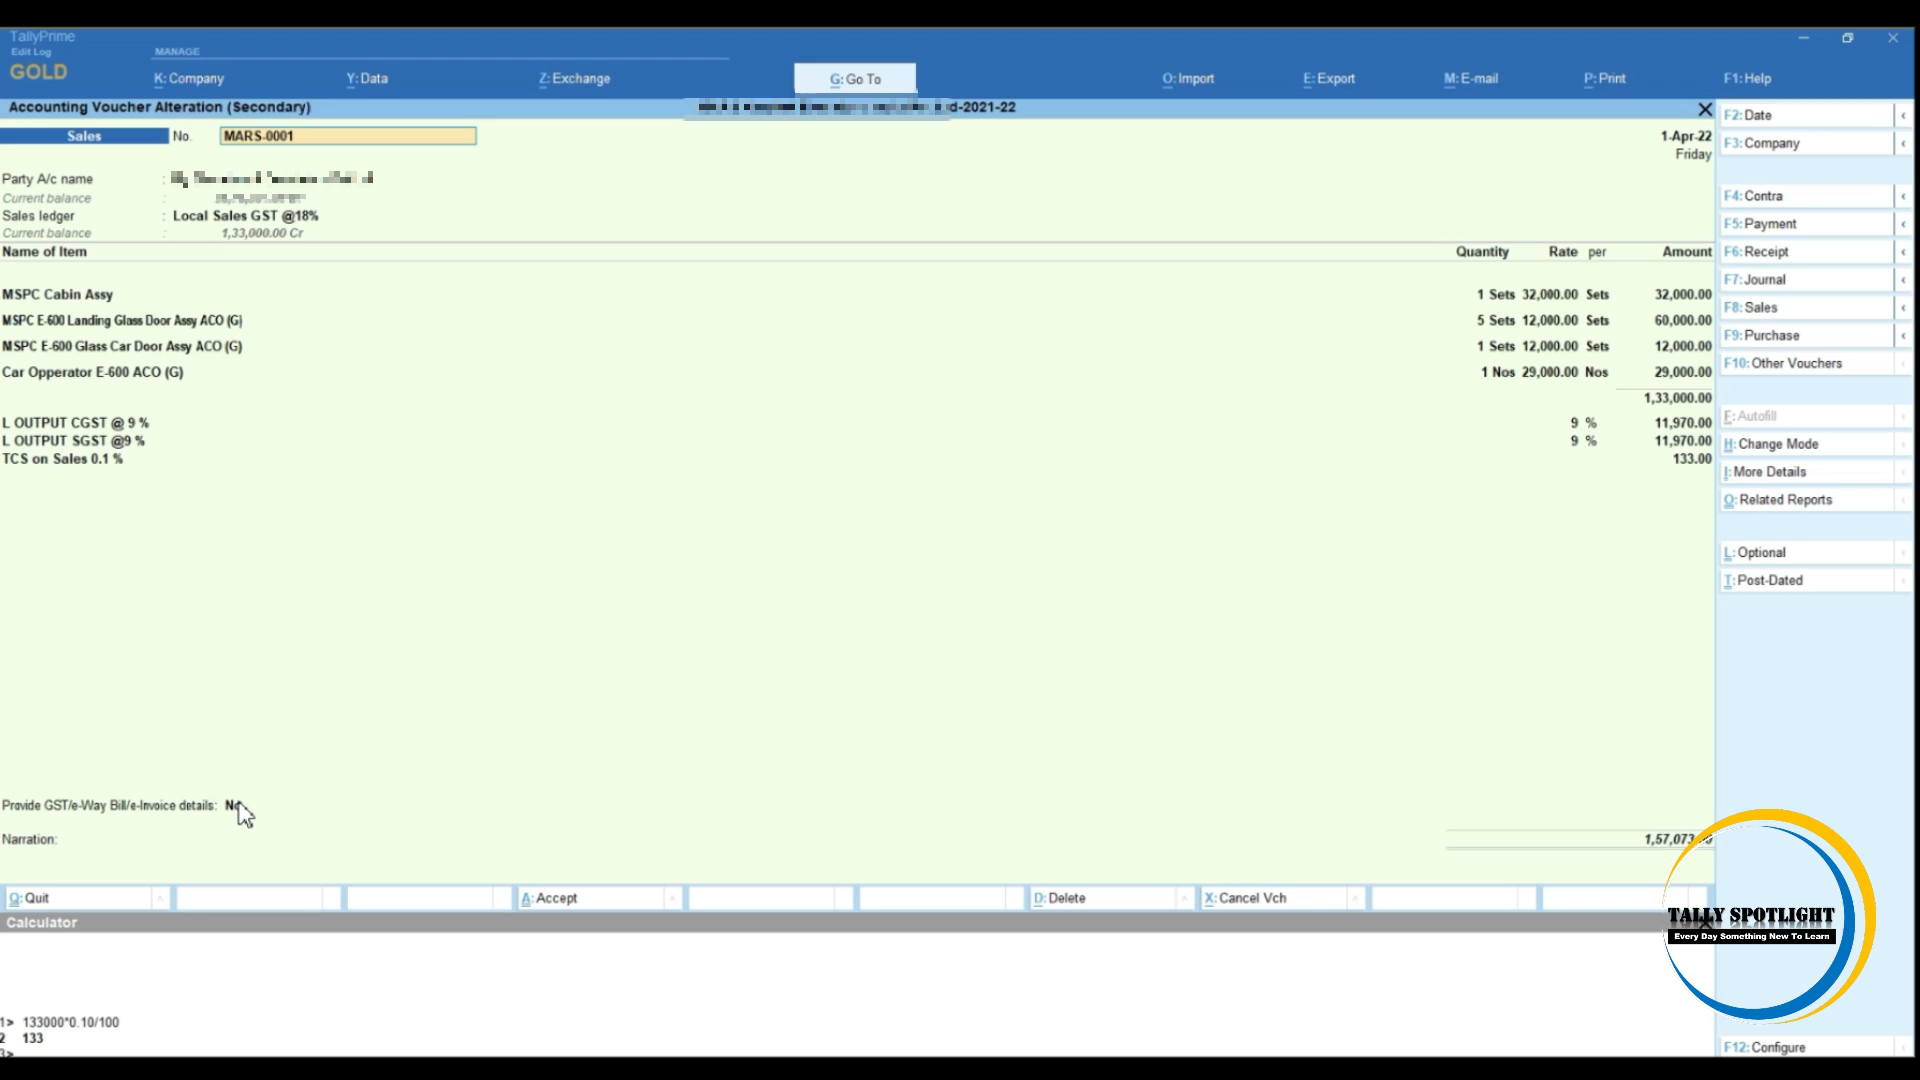 TallyPrime
Edit Log
GOLD
MANAGE
K: Company
Y: Data
Z: Exchange
G: Go To
O: Import
E: Export
M: E-mail
P: Print
F1: Help
Accounting Voucher Alteration (Secondary)
d-2021-22
Sales No. MARS-0001
1-Apr-22
Friday
Party A/c name :
Current balance :
Sales ledger : Local Sales GST @18%
Current balance : 1,33,000.00 Cr
Name of Item Quantity Rate per Amount
MSPC Cabin Assy 1 Sets 32,000.00 Sets 32,000.00
MSPC E-600 Landing Glass Door Assy ACO (G) 5 Sets 12,000.00 Sets 60,000.00
MSPC E-600 Glass Car Door Assy ACO (G) 1 Sets 12,000.00 Sets 12,000.00
Car Opperator E-600 ACO (G) 1 Nos 29,000.00 Nos 29,000.00
1,33,000.00
L OUTPUT CGST @ 9 % 9 % 11,970.00
L OUTPUT SGST @9 % 9 % 11,970.00
TCS on Sales 0.1 % 133.00
Provide GST/e-Way Bill/e-Invoice details: No
Narration:
1,57,073
Q: Quit
A: Accept
D: Delete
X: Cancel Vch
Calculator
1> 133000*0.10/100
2 133
3>
F2: Date
F3: Company
F4: Contra
F5: Payment
F6: Receipt
F7: Journal
F8: Sales
F9: Purchase
F10: Other Vouchers
E: Autofill
H: Change Mode
I: More Details
O: Related Reports
L: Optional
T: Post-Dated
F12: Configure
TALLY SPOTLIGHT
Every Day Something New To Learn